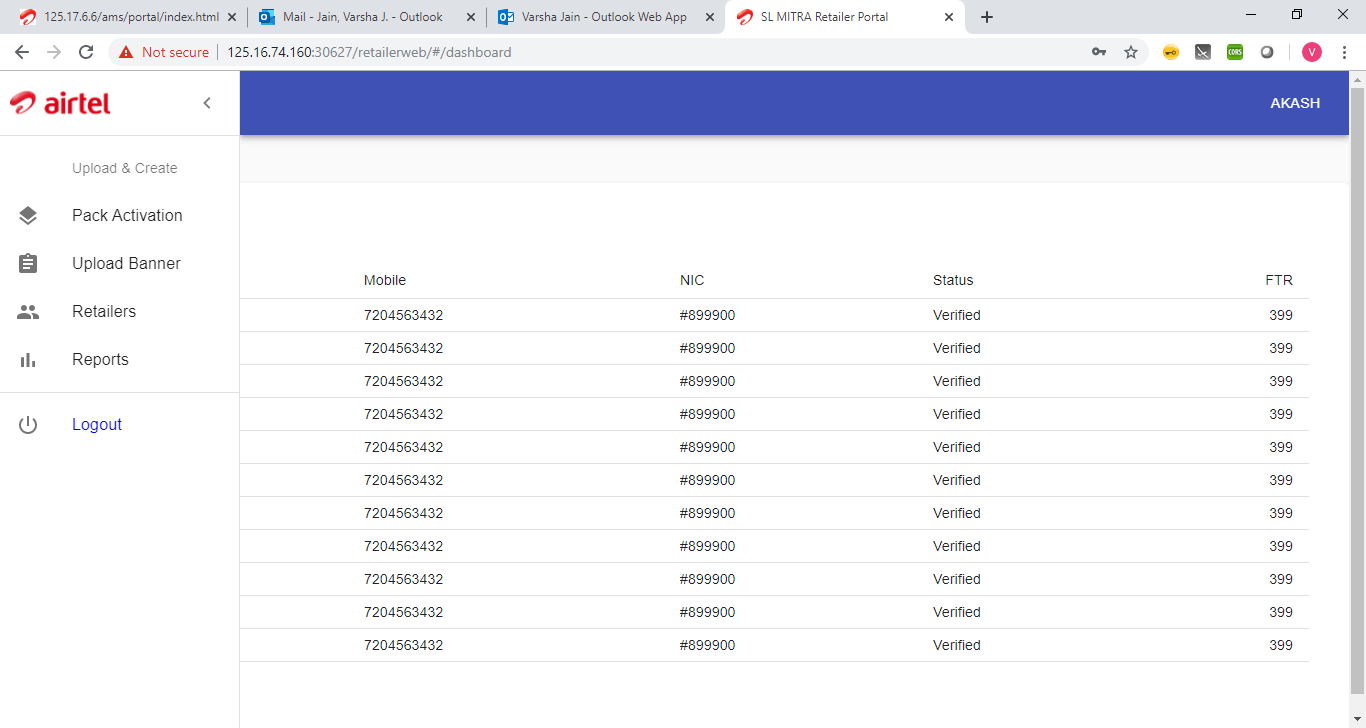 125.17.6.6/ams/portal/index.html
Mail - Jain, Varsha J. - Outlook
Varsha Jain - Outlook Web App
SL MITRA Retailer Portal
Not secure 125.16.74.160:30627/retailerweb/#/dashboard
CORS
V
airtel
AKASH
Upload & Create
Pack Activation
Upload Banner
Retailers
Reports
Logout
Mobile NIC Status FTR
7204563432 #899900 Verified 399
7204563432 #899900 Verified 399
7204563432 #899900 Verified 399
7204563432 #899900 Verified 399
7204563432 #899900 Verified 399
7204563432 #899900 Verified 399
7204563432 #899900 Verified 399
7204563432 #899900 Verified 399
7204563432 #899900 Verified 399
7204563432 #899900 Verified 399
7204563432 #899900 Verified 399